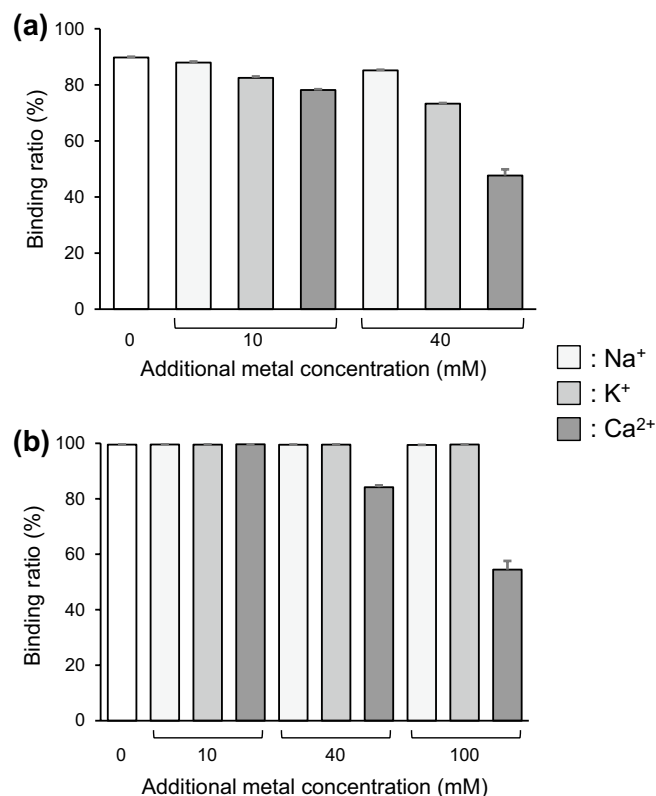 (a)
100
80
60
40
20
0
Binding ratio (%)
0 10 40
Additional metal concentration (mM)
: Na⁺
: K⁺
: Ca²⁺
(b)
100
80
60
40
20
0
Binding ratio (%)
0 10 40 100
Additional metal concentration (mM)